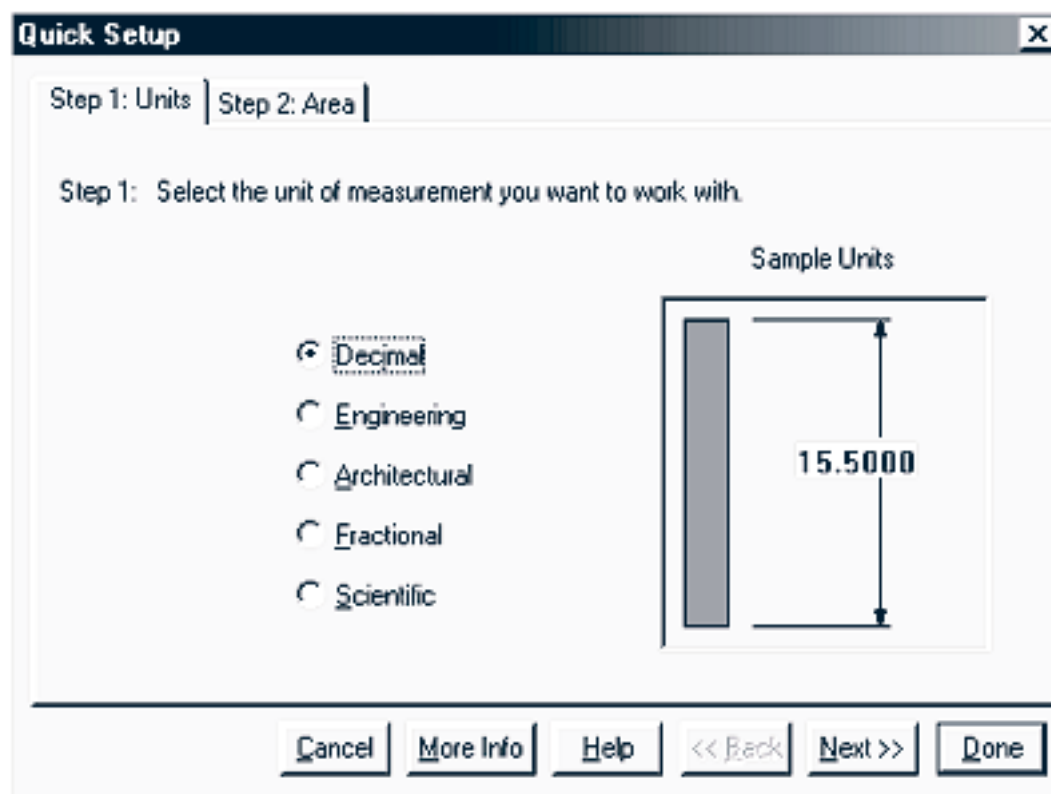 Quick Setup
Step 1: Units
Step 2: Area
Step 1: Select the unit of measurement you want to work with.
Sample Units
Decimal
Engineering
Architectural
Fractional
Scientific
15.5000
Cancel
More Info
Help
<< Back
Next >>
Done